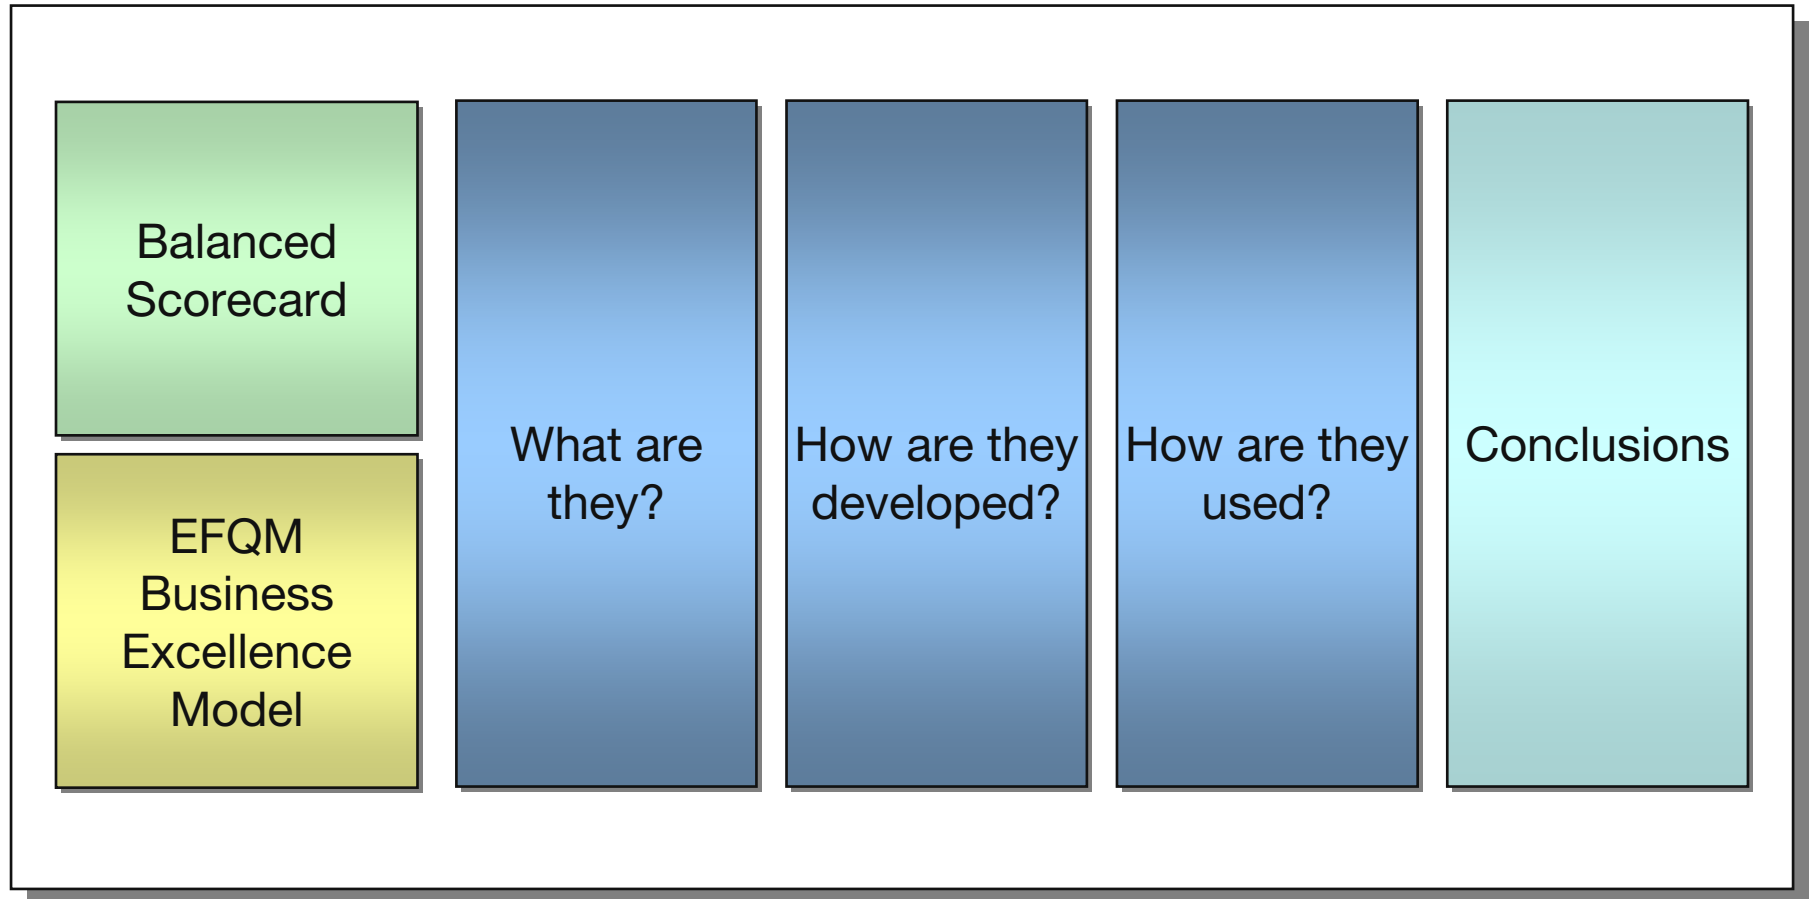 Balanced
Scorecard
EFQM
Business
Excellence
Model
What are
they?
How are they
developed?
How are they
used?
Conclusions